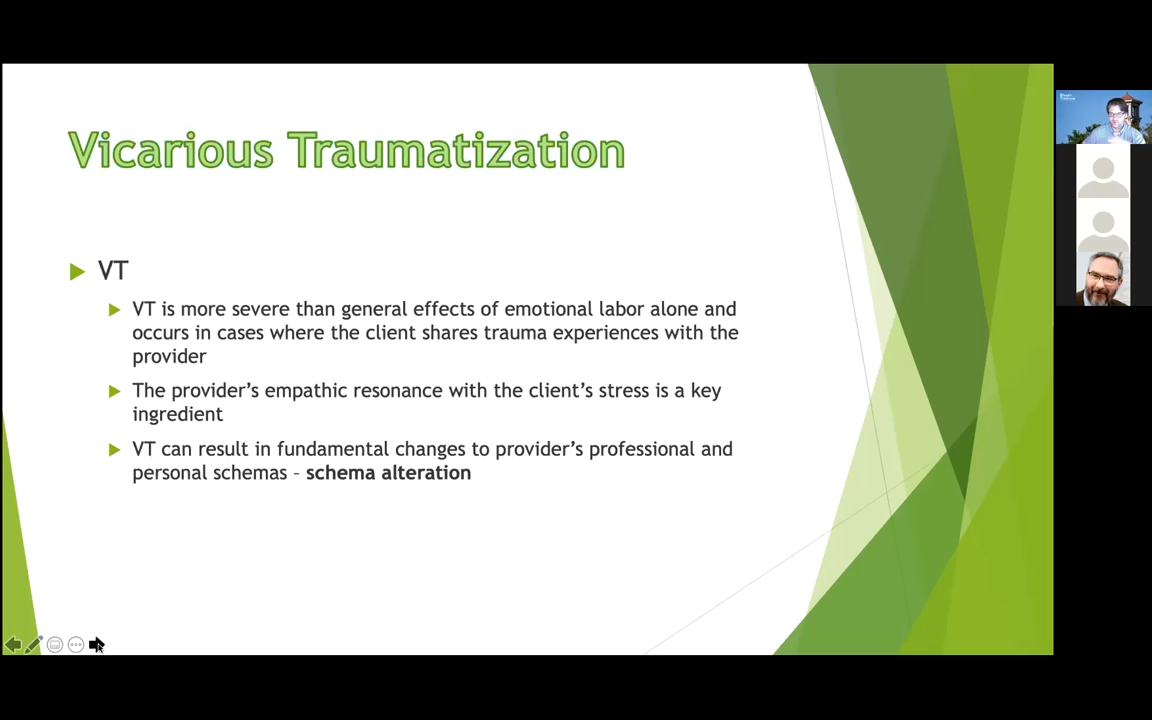 Vicarious Traumatization
VT
VT is more severe than general effects of emotional labor alone and
occurs in cases where the client shares trauma experiences with the
provider
The provider’s empathic resonance with the client’s stress is a key
ingredient
VT can result in fundamental changes to provider’s professional and
personal schemas – schema alteration